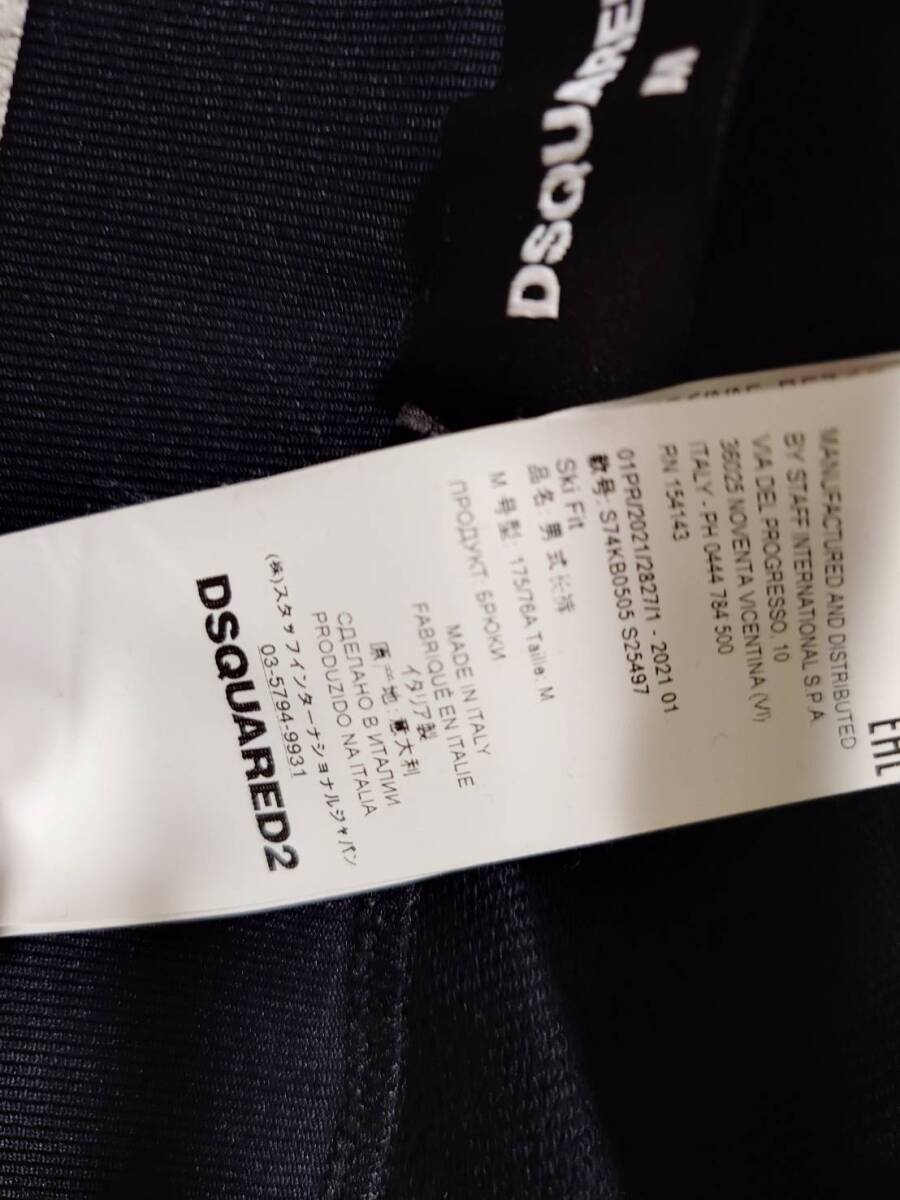 DSQUARED
M
DSQUARED2
(株)スタッフインターナショナルジャパン
03-5794-9931
PRODUZIDO NA ITALIA
СДЕЛАНО В ИТАЛИИ
原产地: 意大利
イタリア製
FABRIQUÉ EN ITALIE
MADE IN ITALY
ПРОДУКТ: БРЮКИ
M 号型: 175/76A Taille: M
品名: 男式长裤
Ski Fit
款号: S74KB0505 S25497
01PR/2021/2827/1 - 2021 01
RN 154143
ITALY - PH 0444 784 500
36025 NOVENTA VICENTINA (VI)
VIA DEL PROGRESSO, 10
BY STAFF INTERNATIONAL S.P.A
MANUFACTURED AND DISTRIBUTED
EAC